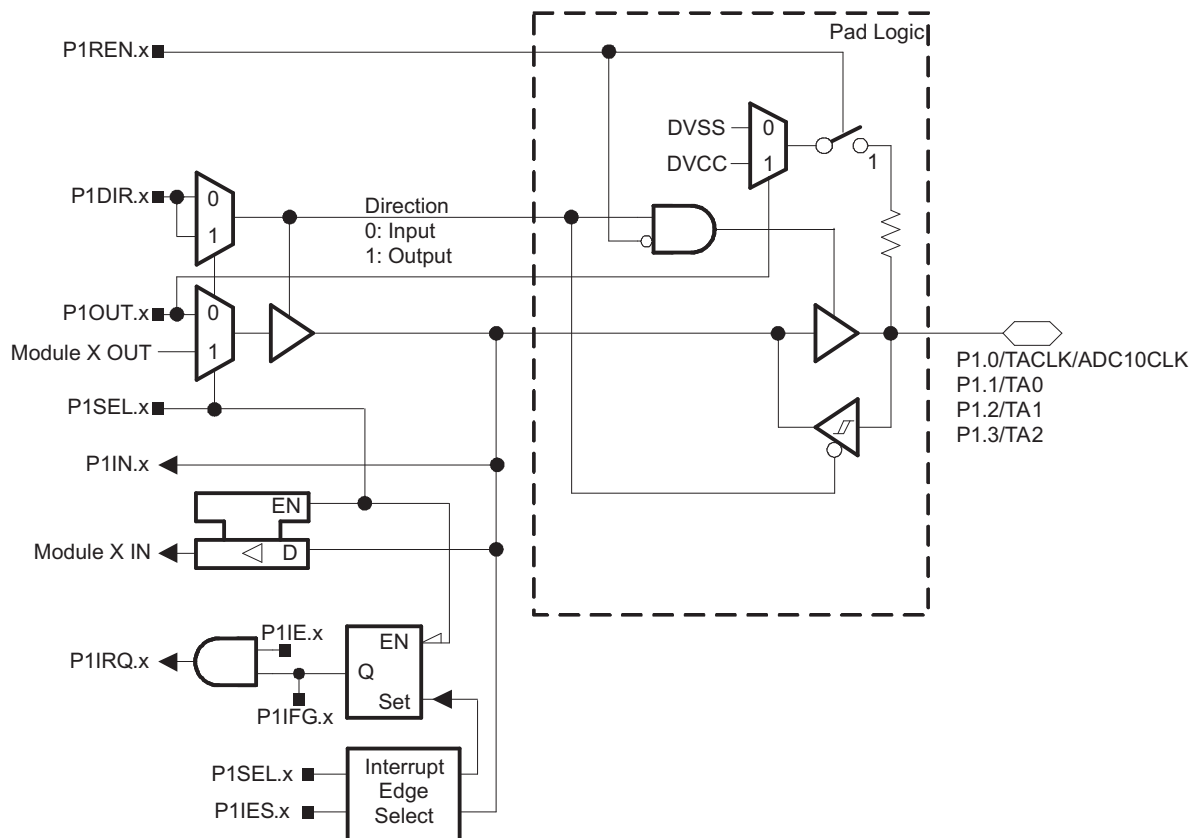 Pad Logic
P1REN.x
DVSS
0
DVCC
1
1
P1DIR.x
0
1
Direction
0: Input
1: Output
P1OUT.x
0
Module X OUT
1
P1.0/TACLK/ADC10CLK
P1.1/TA0
P1.2/TA1
P1.3/TA2
P1SEL.x
P1IN.x
EN
Module X IN
D
P1IE.x
EN
P1IRQ.x
Q
Set
P1IFG.x
P1SEL.x
P1IES.x
Interrupt
Edge
Select